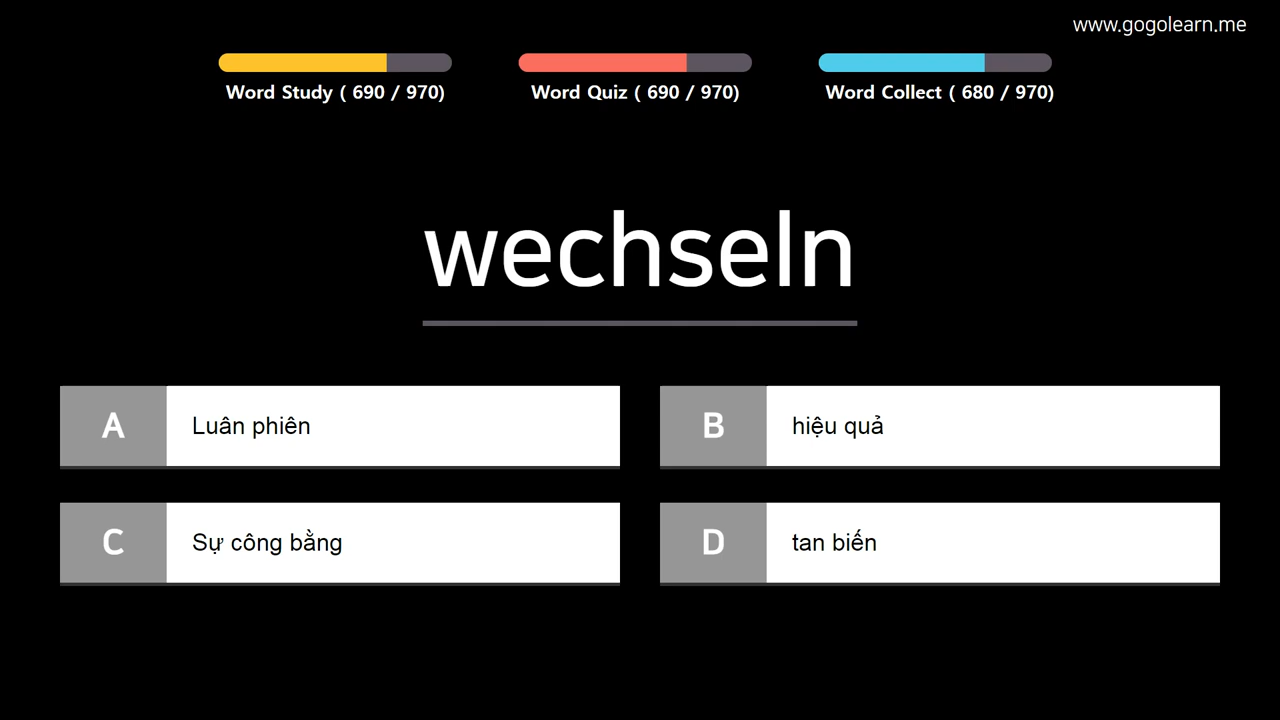 www.gogolearn.me
Word Study ( 690 / 970)
Word Quiz ( 690 / 970)
Word Collect ( 680 / 970)
wechseln
A Luân phiên
B hiệu quả
C Sự công bằng
D tan biến